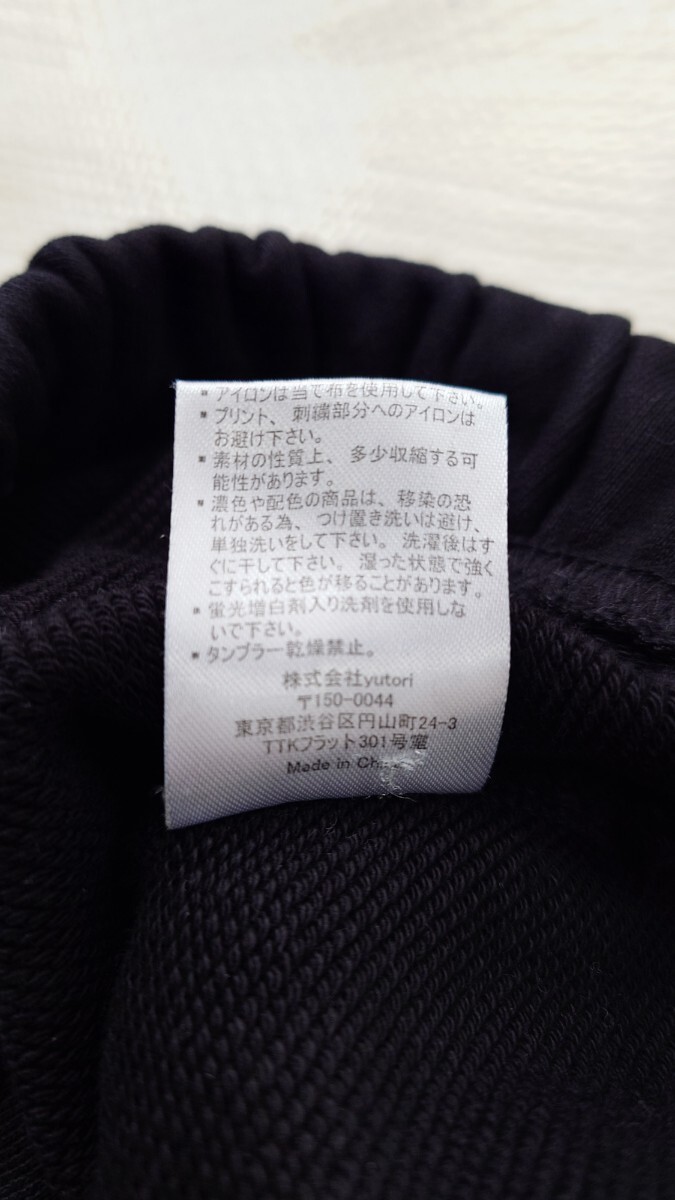 ※アイロンは当て布を使用して下さい。
※プリント、刺繍部分へのアイロンは
お避け下さい。
※素材の性質上、多少収縮する可
能性があります。
※濃色や配色の商品は、移染の恐
れがある為、つけ置き洗いは避け、
単独洗いをして下さい。洗濯後はす
ぐに干して下さい。湿った状態で強く
こすられると色が移ることがあります。
※蛍光増白剤入り洗剤を使用しな
いで下さい。
※タンブラー乾燥禁止。
株式会社yutori
〒150-0044
東京都渋谷区円山町24-3
TTKフラット301号室
Made in